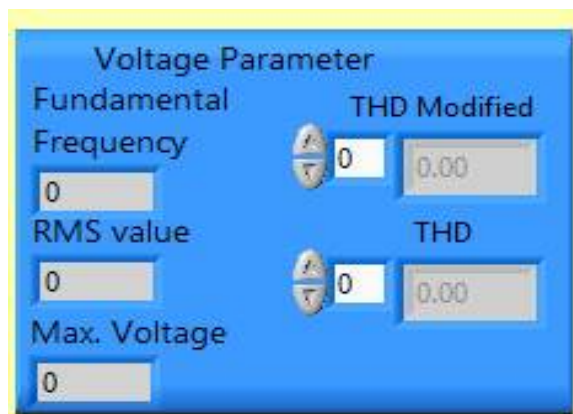 Voltage Parameter
Fundamental
Frequency
0
RMS value
0
Max. Voltage
0
THD Modified
0 0.00
THD
0 0.00